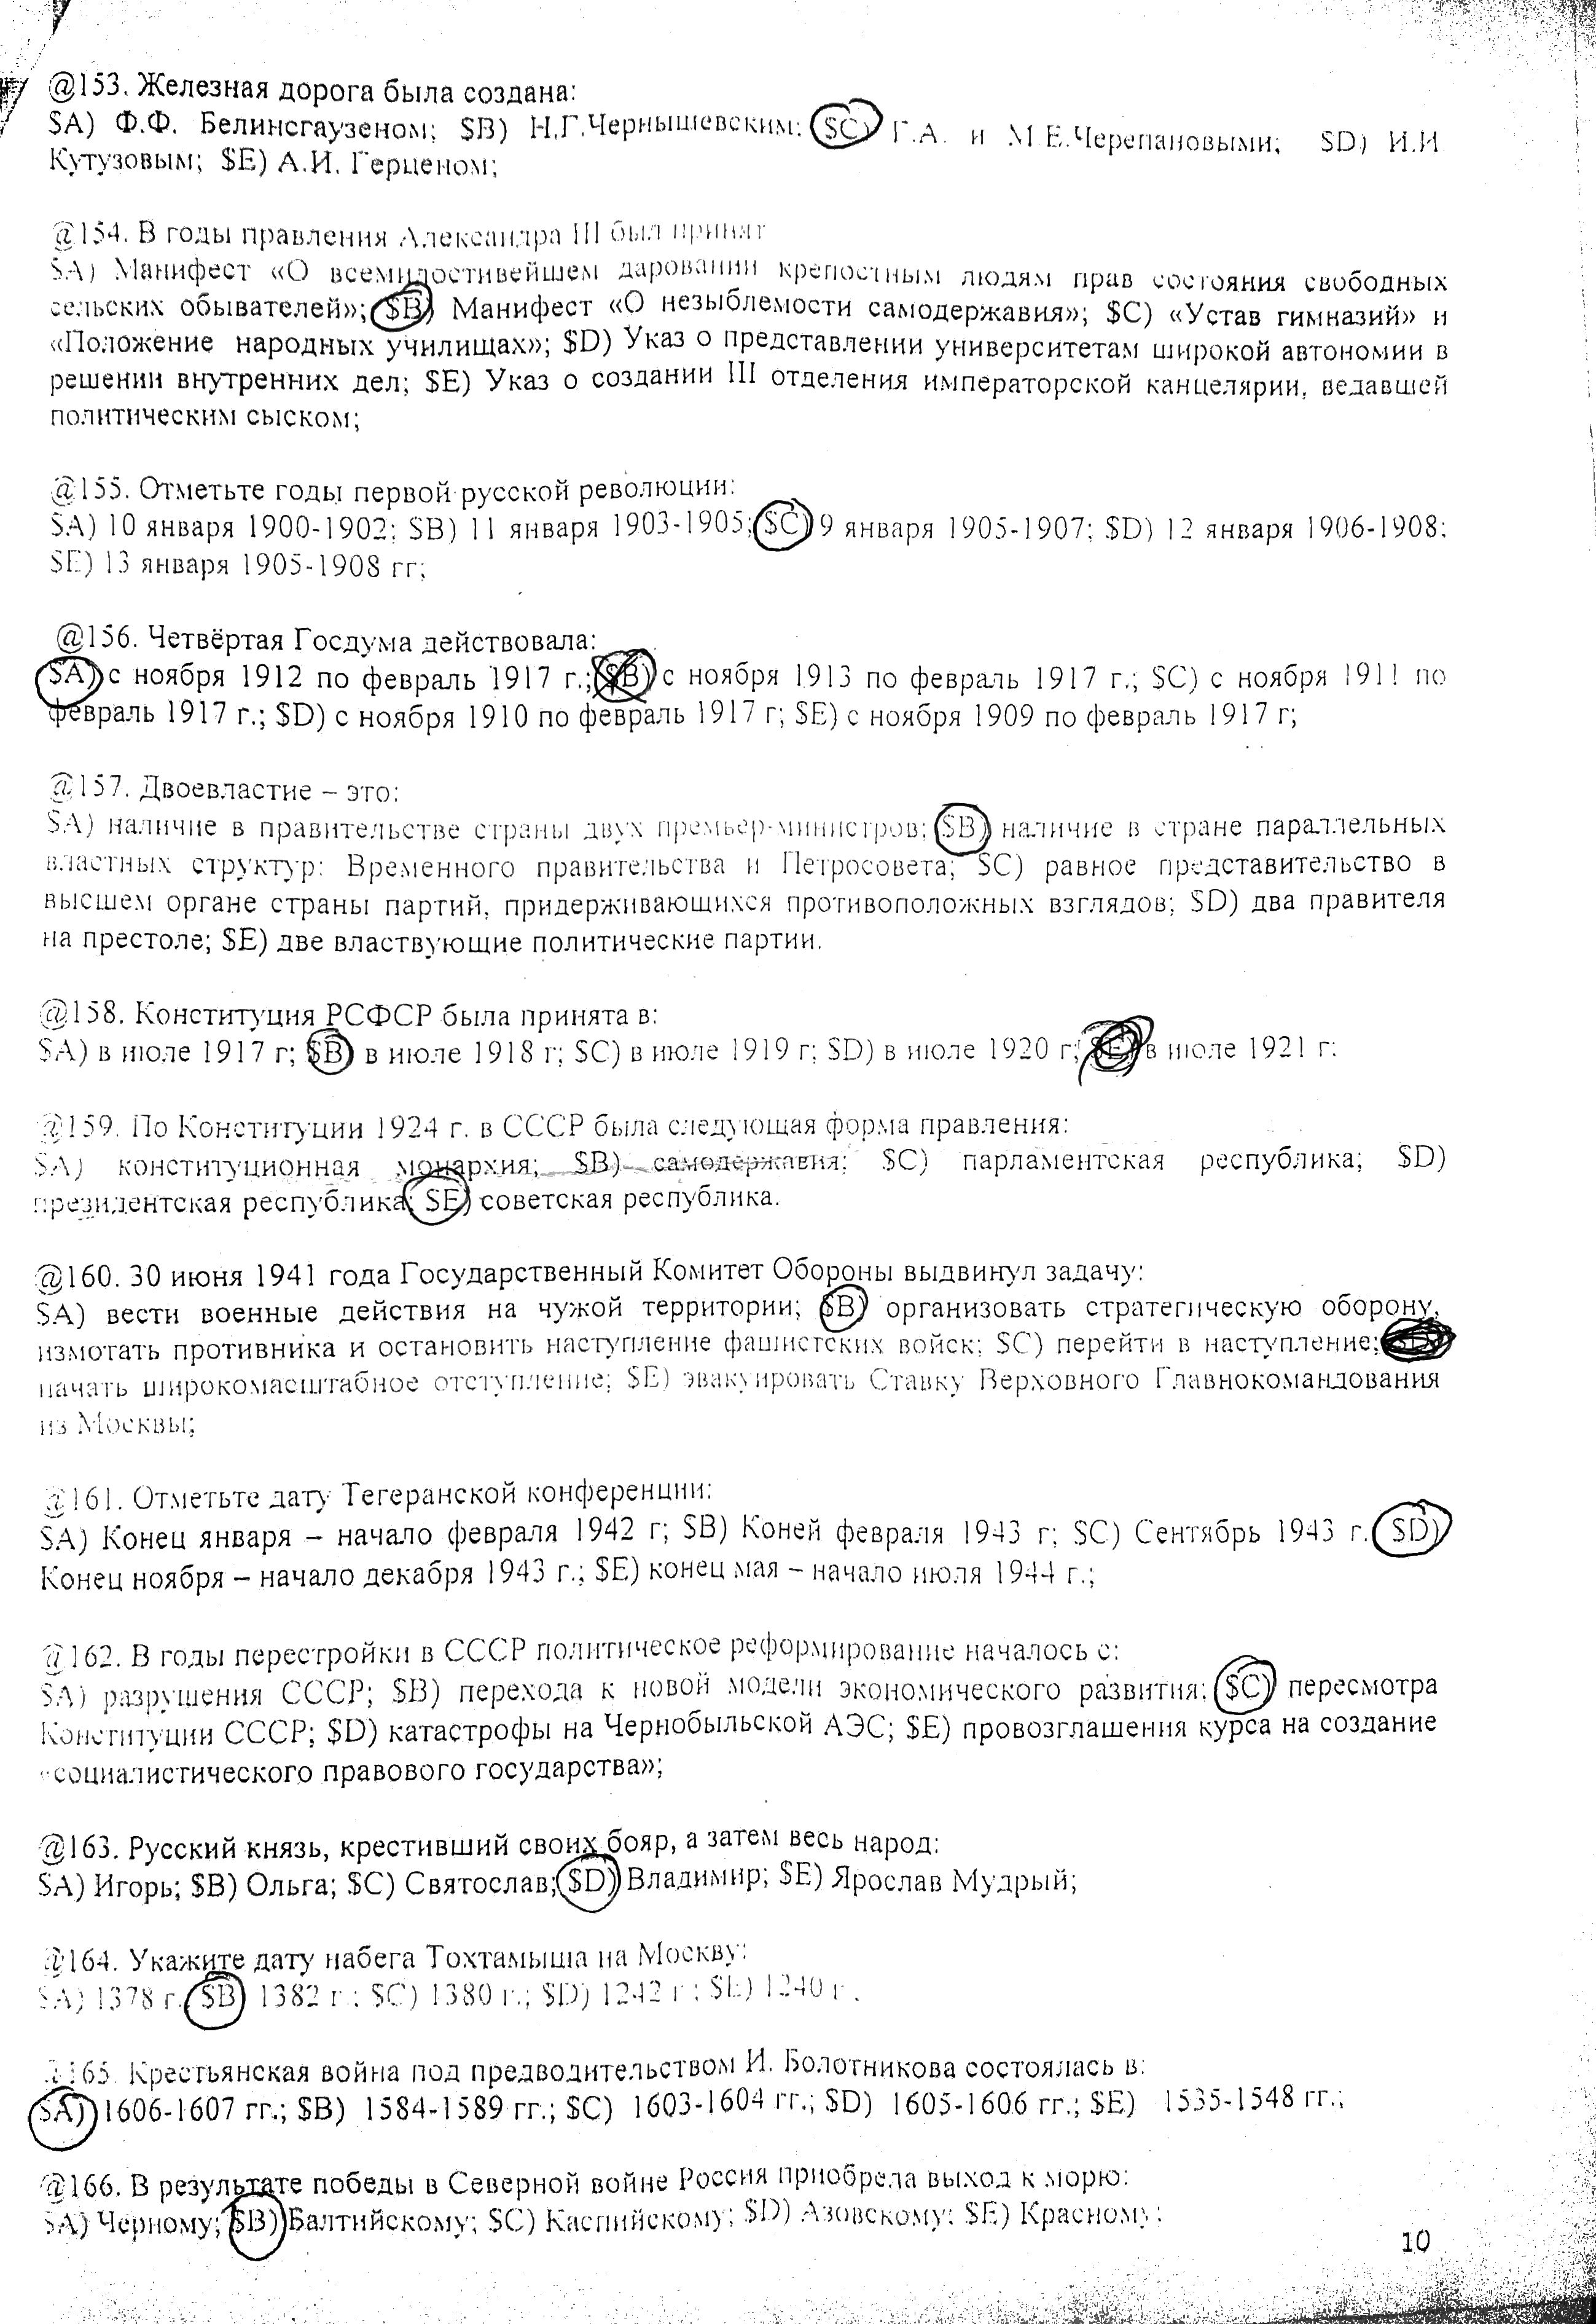 @153. Железная дорога была создана:
$A) Ф.Ф. Белинсгаузеном; $B) Н.Г.Чернышевским; $C) Г.А. и М.Е.Черепановыми; $D) И.И.
Кутузовым; $E) А.И. Герценом;
@154. В годы правления Александра III был принят
$A) Манифест «О всемилостивейшем даровании крепостным людям прав состояния свободных
сельских обывателей»; $B) Манифест «О незыблемости самодержавия»; $C) «Устав гимназий» и
«Положение народных училищах»; $D) Указ о представлении университетам широкой автономии в
решении внутренних дел; $E) Указ о создании III отделения императорской канцелярии, ведавшей
политическим сыском;
@155. Отметьте годы первой русской революции:
$A) 10 января 1900-1902; $B) 11 января 1903-1905; $C) 9 января 1905-1907; $D) 12 января 1906-1908;
$E) 13 января 1905-1908 гг;
@156. Четвёртая Госдума действовала:
$A) с ноября 1912 по февраль 1917 г.; $B) с ноября 1913 по февраль 1917 г.; $C) с ноября 1911 по
февраль 1917 г.; $D) с ноября 1910 по февраль 1917 г; $E) с ноября 1909 по февраль 1917 г;
@157. Двоевластие – это:
$A) наличие в правительстве страны двух премьер-министров; $B) наличие в стране параллельных
властных структур: Временного правительства и Петросовета; $C) равное представительство в
высшем органе страны партий, придерживающихся противоположных взглядов; $D) два правителя
на престоле; $E) две властвующие политические партии.
@158. Конституция РСФСР была принята в:
$A) в июле 1917 г; $B) в июле 1918 г; $C) в июле 1919 г; $D) в июле 1920 г; $E) в июле 1921 г:
@159. По Конституции 1924 г. в СССР была следующая форма правления:
$A) конституционная монархия; $B) самодержавия; $C) парламентская республика; $D)
президентская республика; $E) советская республика.
@160. 30 июня 1941 года Государственный Комитет Обороны выдвинул задачу:
$A) вести военные действия на чужой территории; $B) организовать стратегическую оборону,
измотать противника и остановить наступление фашистских войск; $C) перейти в наступление;
начать широкомасштабное отступление; $E) эвакуировать Ставку Верховного Главнокомандования
из Москвы;
@161. Отметьте дату Тегеранской конференции:
$A) Конец января – начало февраля 1942 г; $B) Коней февраля 1943 г; $C) Сентябрь 1943 г. $D)
Конец ноября – начало декабря 1943 г.; $E) конец мая – начало июля 1944 г.;
@162. В годы перестройки в СССР политическое реформирование началось с:
$A) разрушения СССР; $B) перехода к новой модели экономического развития; $C) пересмотра
Конституции СССР; $D) катастрофы на Чернобыльской АЭС; $E) провозглашения курса на создание
«социалистического правового государства»;
@163. Русский князь, крестивший своих бояр, а затем весь народ:
$A) Игорь; $B) Ольга; $C) Святослав; $D) Владимир; $E) Ярослав Мудрый;
@164. Укажите дату набега Тохтамыша на Москву:
$A) 1378 г. $B) 1382 г.; $C) 1380 г.; $D) 1242 г.; $E) 1240 г.
@165. Крестьянская война под предводительством И. Болотникова состоялась в:
$A) 1606-1607 гг.; $B) 1584-1589 гг.; $C) 1603-1604 гг.; $D) 1605-1606 гг.; $E) 1535-1548 гг.;
@166. В результате победы в Северной войне Россия приобрела выход к морю:
$A) Черному; $B) Балтийскому; $C) Каспийскому; $D) Азовскому; $E) Красному;
10